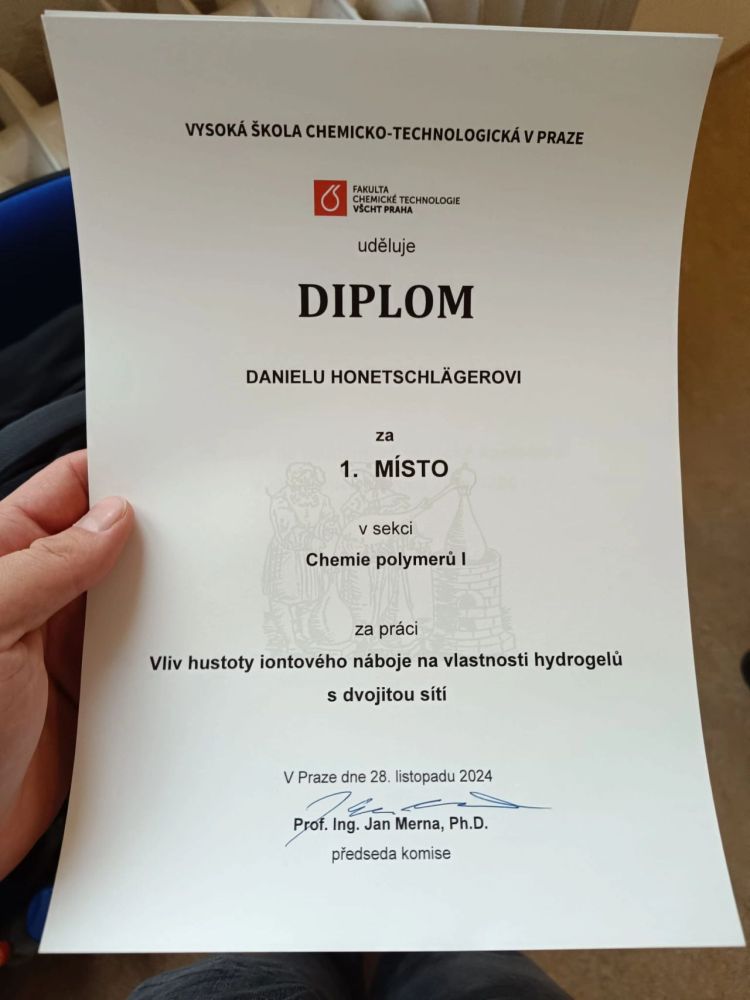 VYSOKÁ ŠKOLA CHEMICKO-TECHNOLOGICKÁ V PRAZE
FAKULTA
CHEMICKÉ TECHNOLOGIE
VŠCHT PRAHA
uděluje
DIPLOM
DANIELU HONETSCHLÄGEROVI
za
1. MÍSTO
v sekci
Chemie polymerů I
za práci
Vliv hustoty iontového náboje na vlastnosti hydrogelů
s dvojitou sítí
V Praze dne 28. listopadu 2024
Prof. Ing. Jan Merna, Ph.D.
předseda komise